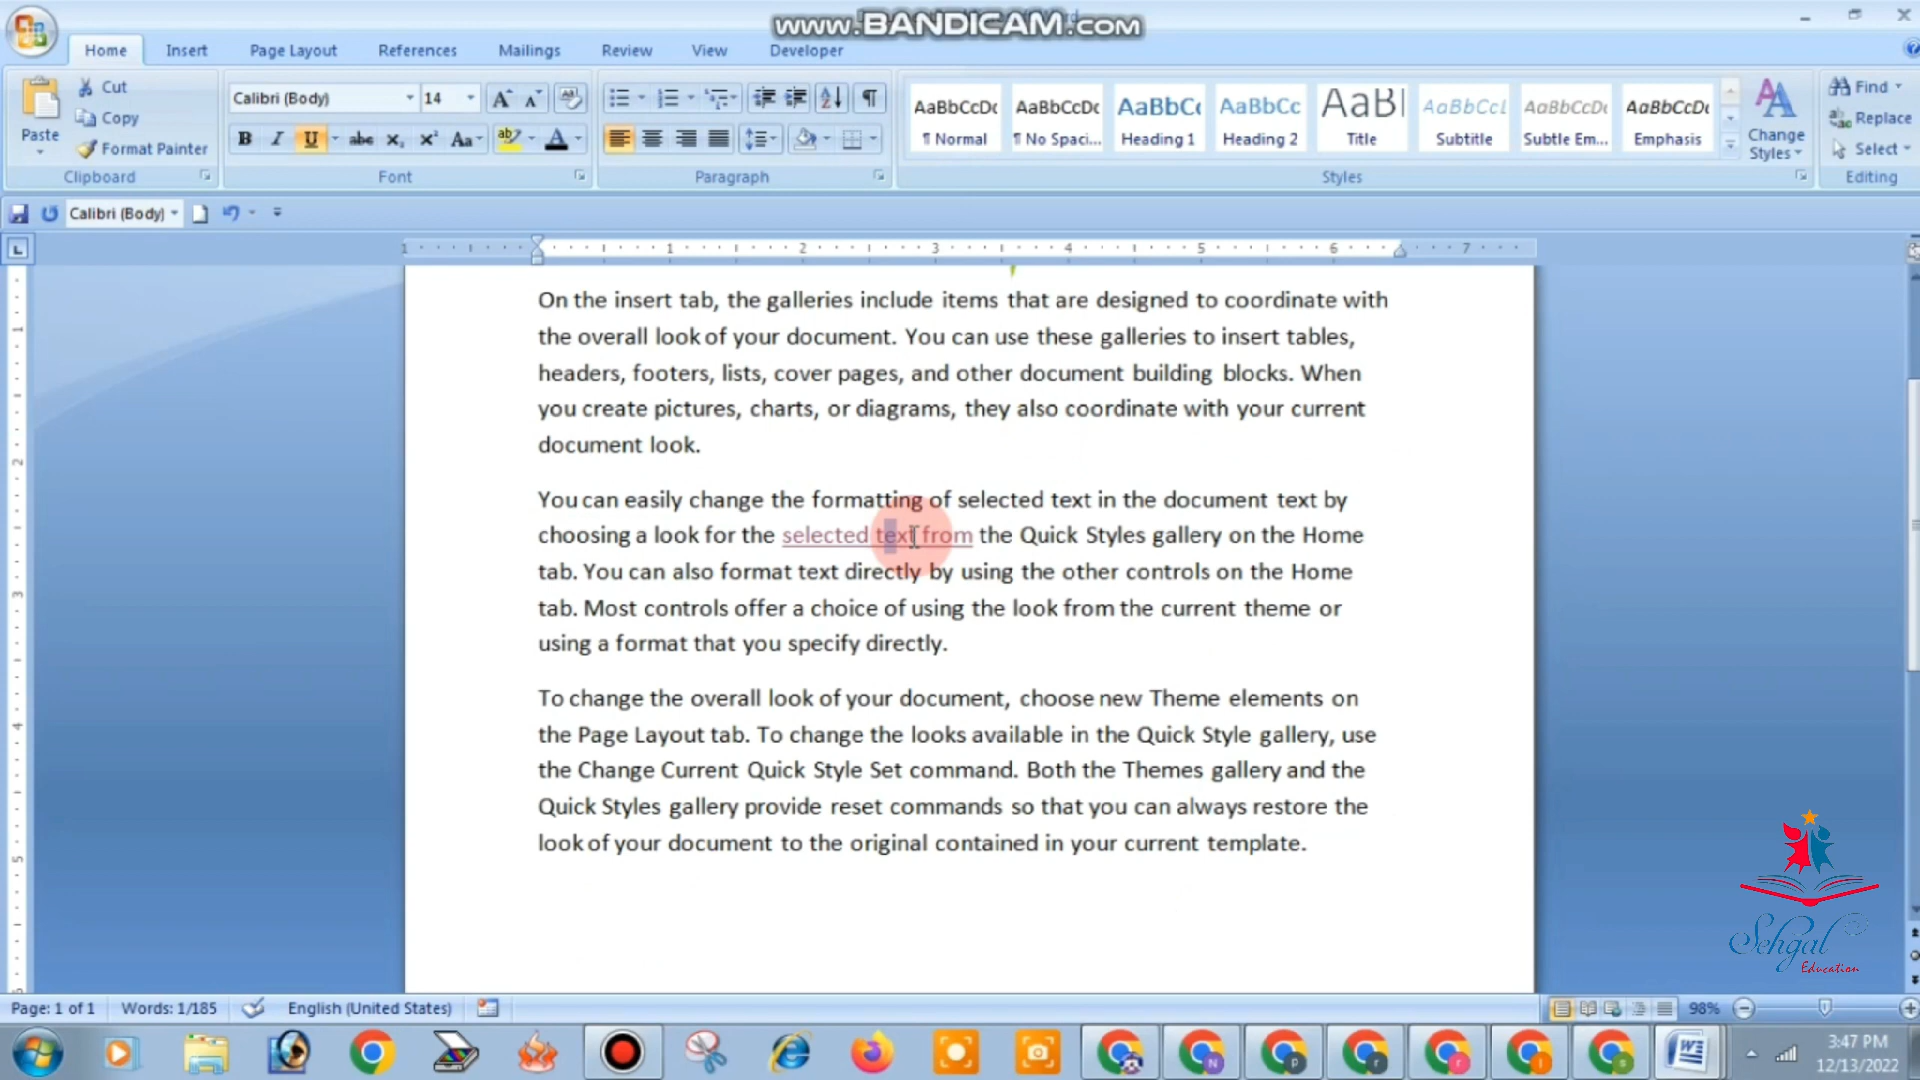 www.BANDICAM.com
Home Insert Page Layout References Mailings Review View Developer
Cut
Copy
Format Painter
Paste
Clipboard
Calibri (Body) 14
Font
Paragraph
AaBbCcDc AaBbCcDc AaBbCc AaBbCc AaBl AaBbCcL AaBbCcDc AaBbCcDc
¶ Normal ¶ No Spaci... Heading 1 Heading 2 Title Subtitle Subtle Em... Emphasis
Change Styles
Styles
Find
Replace
Select
Editing
Calibri (Body)
1 1 2 3 4 5 6 7
On the insert tab, the galleries include items that are designed to coordinate with
the overall look of your document. You can use these galleries to insert tables,
headers, footers, lists, cover pages, and other document building blocks. When
you create pictures, charts, or diagrams, they also coordinate with your current
document look.
You can easily change the formatting of selected text in the document text by
choosing a look for the selected text from the Quick Styles gallery on the Home
tab. You can also format text directly by using the other controls on the Home
tab. Most controls offer a choice of using the look from the current theme or
using a format that you specify directly.
To change the overall look of your document, choose new Theme elements on
the Page Layout tab. To change the looks available in the Quick Style gallery, use
the Change Current Quick Style Set command. Both the Themes gallery and the
Quick Styles gallery provide reset commands so that you can always restore the
look of your document to the original contained in your current template.
Sehgal
Education
Page: 1 of 1 Words: 1/185 English (United States) 98%
3:47 PM
12/13/2022